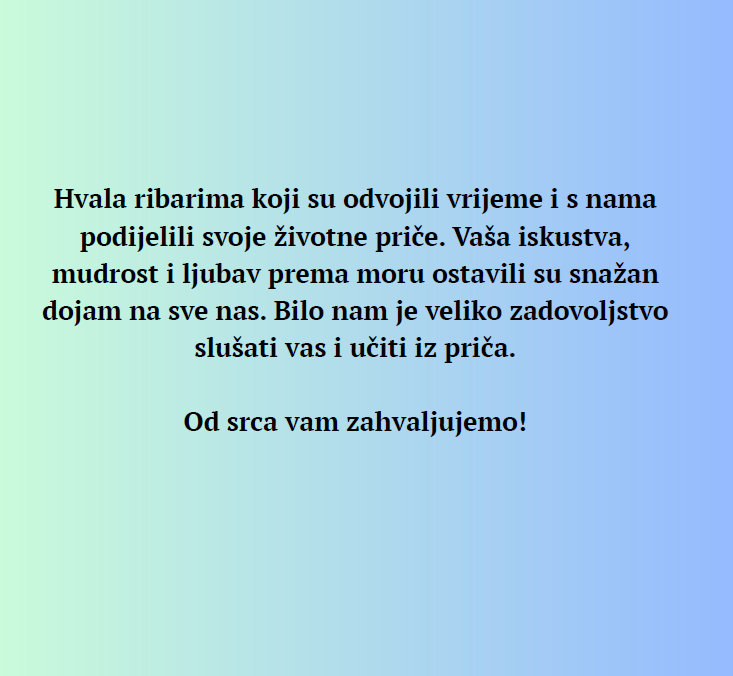 Hvala ribarima koji su odvojili vrijeme i s nama
podijelili svoje životne priče. Vaša iskustva,
mudrost i ljubav prema moru ostavili su snažan
dojam na sve nas. Bilo nam je veliko zadovoljstvo
slušati vas i učiti iz priča.
Od srca vam zahvaljujemo!